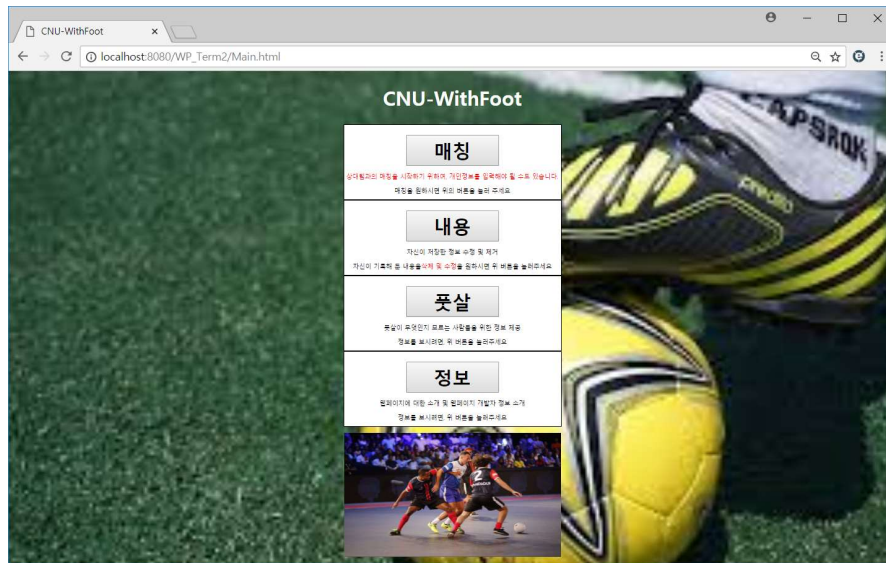 CNU-WithFoot
localhost:8080/WP_Term2/Main.html
CNU-WithFoot
매칭
상대팀과의 매칭을 시작하기 위하여, 개인정보를 입력해야 할 수도 있습니다.
매칭을 원하시면 위의 버튼을 눌러 주세요
내용
자신이 저장한 정보 수정 및 제거
자신이 기록해 둔 내용을삭제 및 수정을 원하시면 위 버튼을 눌러주세요
풋살
풋살이 무엇인지 모르는 사람들을 위한 정보 제공
정보를 보시려면, 위 버튼을 눌러주세요
정보
웹페이지에 대한 소개 및 웹페이지 개발자 정보 소개
정보를 보시려면, 위 버튼을 눌러주세요
2